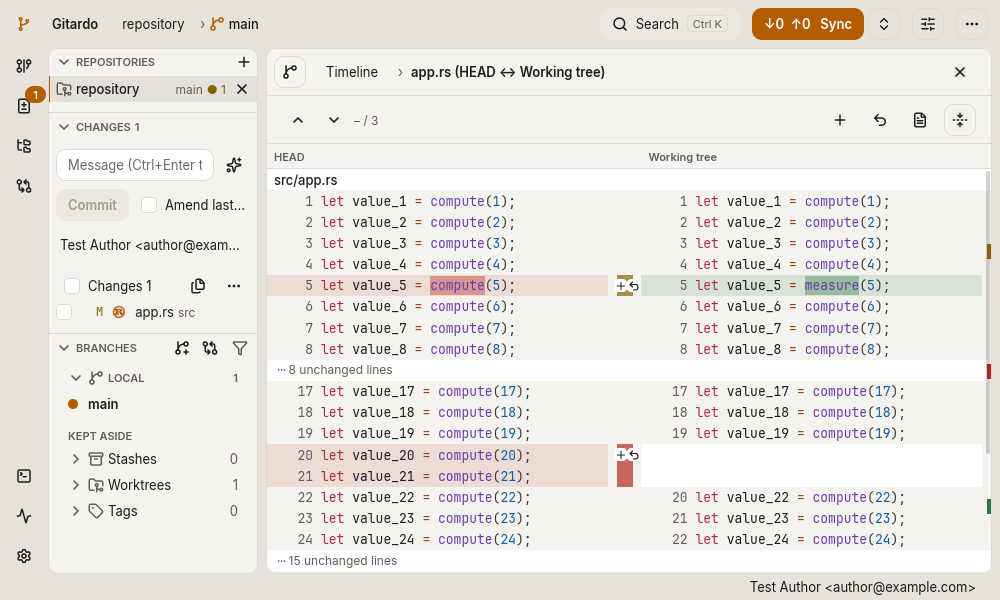 Gitardo repository › main Search Ctrl K ↓0 ↑0 Sync
REPOSITORIES
repository main 1
1
CHANGES 1
Message (Ctrl+Enter t
Commit Amend last...
Test Author <author@exam...
Changes 1
M app.rs src
BRANCHES
LOCAL 1
main
KEPT ASIDE
Stashes 0
Worktrees 1
Tags 0
Timeline › app.rs (HEAD ↔ Working tree)
– / 3
HEAD Working tree
src/app.rs
1 let value_1 = compute(1); 1 let value_1 = compute(1);
2 let value_2 = compute(2); 2 let value_2 = compute(2);
3 let value_3 = compute(3); 3 let value_3 = compute(3);
4 let value_4 = compute(4); 4 let value_4 = compute(4);
5 let value_5 = compute(5); 5 let value_5 = measure(5);
6 let value_6 = compute(6); 6 let value_6 = compute(6);
7 let value_7 = compute(7); 7 let value_7 = compute(7);
8 let value_8 = compute(8); 8 let value_8 = compute(8);
··· 8 unchanged lines
17 let value_17 = compute(17); 17 let value_17 = compute(17);
18 let value_18 = compute(18); 18 let value_18 = compute(18);
19 let value_19 = compute(19); 19 let value_19 = compute(19);
20 let value_20 = compute(20);
21 let value_21 = compute(21);
22 let value_22 = compute(22); 20 let value_22 = compute(22);
23 let value_23 = compute(23); 21 let value_23 = compute(23);
24 let value_24 = compute(24); 22 let value_24 = compute(24);
··· 15 unchanged lines
Test Author <author@example.com>